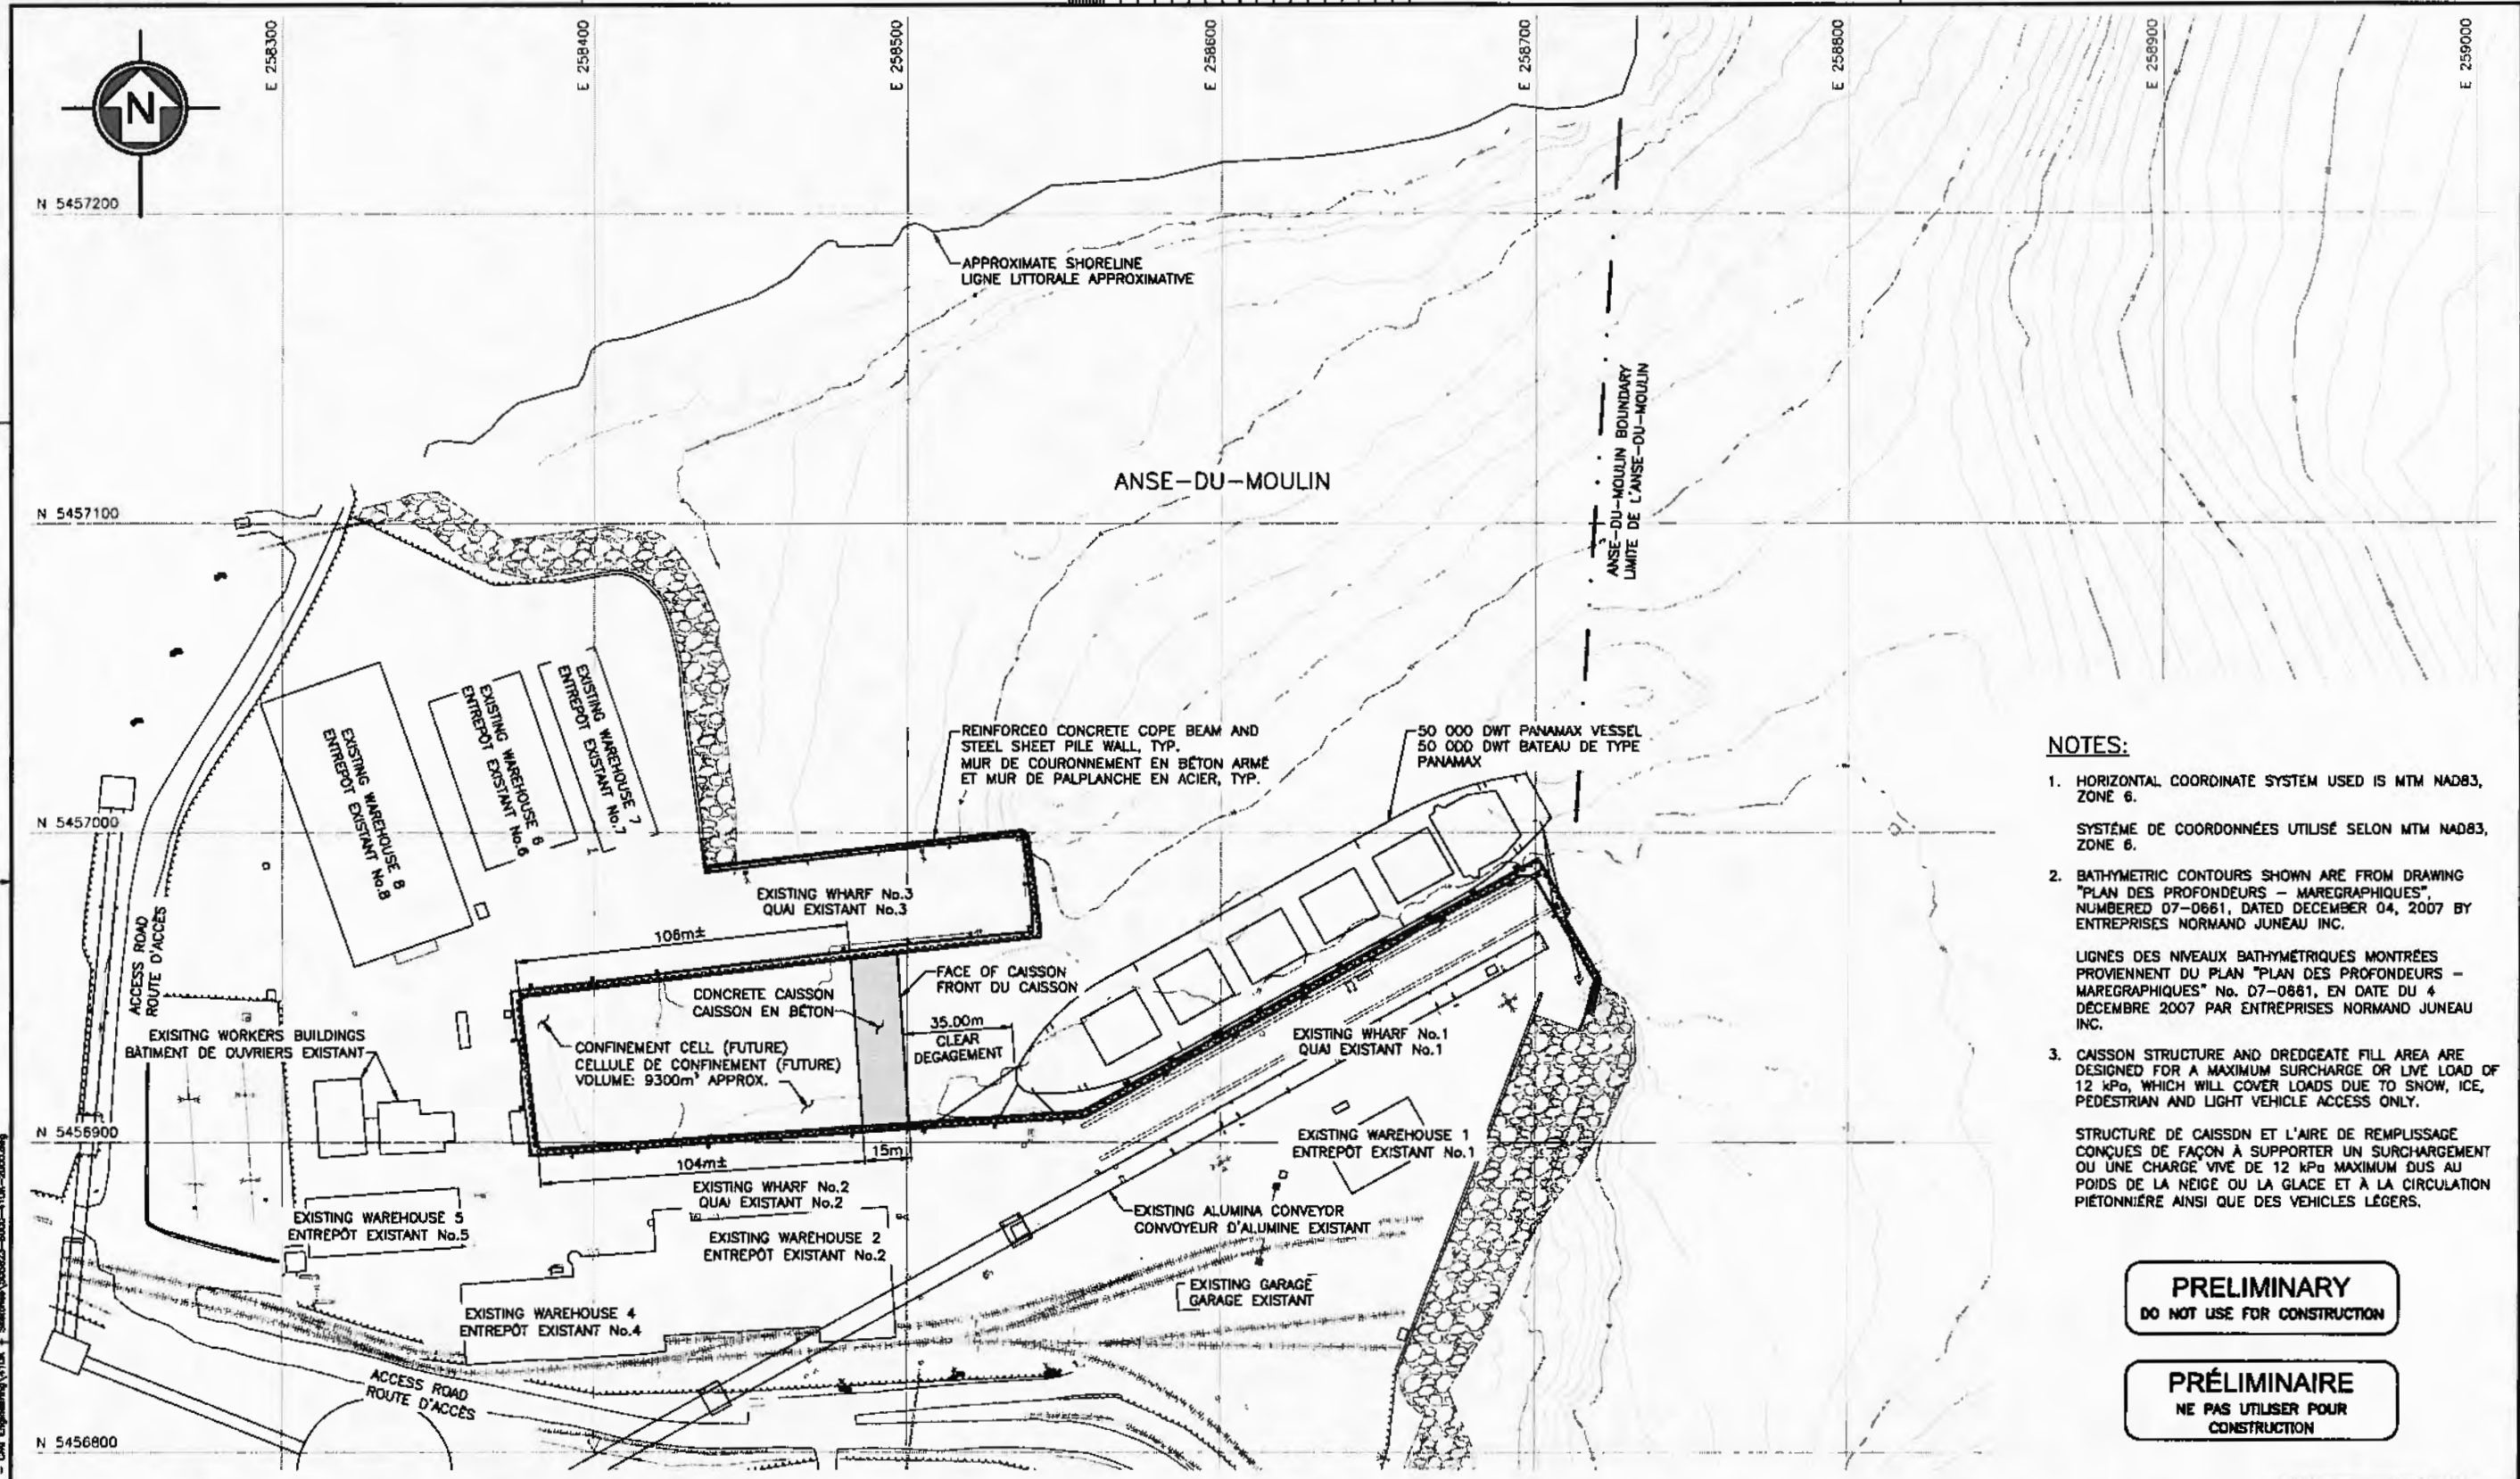 E 258300
E 258400
E 258500
E 258600
E 258700
E 258800
E 258900
E 259000
N
N 5457200
APPROXIMATE SHORELINE
LIGNE LITTORALE APPROXIMATIVE
ANSE-DU-MOULIN BOUNDARY
LIMITE DE L'ANSE-DU-MOULIN
ANSE-DU-MOULIN
N 5457100
EXISTING WAREHOUSE 7
ENTREPÔT EXISTANT No.7
EXISTING WAREHOUSE 6
ENTREPÔT EXISTANT No.6
EXISTING WAREHOUSE 8
ENTREPÔT EXISTANT No.8
REINFORCED CONCRETE COPE BEAM AND
STEEL SHEET PILE WALL, TYP.
MUR DE COURONNEMENT EN BÉTON ARMÉ
ET MUR DE PALPLANCHE EN ACIER, TYP.
50 000 DWT PANAMAX VESSEL
50 000 DWT BATEAU DE TYPE
PANAMAX
N 5457000
EXISTING WHARF No.3
QUAI EXISTANT No.3
ACCESS ROAD
ROUTE D'ACCÈS
108m±
FACE OF CAISSON
FRONT DU CAISSON
CONCRETE CAISSON
CAISSON EN BÉTON
35.00m
CLEAR
DEGAGEMENT
EXISITNG WORKERS BUILDINGS
BÂTIMENT DE OUVRIERS EXISTANT
CONFINEMENT CELL (FUTURE)
CELLULE DE CONFINEMENT (FUTURE)
VOLUME: 9300m³ APPROX.
EXISTING WHARF No.1
QUAI EXISTANT No.1
N 5456900
104m±
15m
EXISTING WAREHOUSE 1
ENTREPÔT EXISTANT No.1
EXISTING WHARF No.2
QUAI EXISTANT No.2
EXISTING WAREHOUSE 5
ENTREPÔT EXISTANT No.5
EXISTING WAREHOUSE 2
ENTREPÔT EXISTANT No.2
EXISTING ALUMINA CONVEYOR
CONVOYEUR D'ALUMINE EXISTANT
EXISTING WAREHOUSE 4
ENTREPÔT EXISTANT No.4
EXISTING GARAGE
GARAGE EXISTANT
ACCESS ROAD
ROUTE D'ACCÈS
N 5456800
NOTES:
1. HORIZONTAL COORDINATE SYSTEM USED IS MTM NAD83,
ZONE 6.
SYSTÈME DE COORDONNÉES UTILISÉ SELON MTM NAD83,
ZONE 6.
2. BATHYMETRIC CONTOURS SHOWN ARE FROM DRAWING
"PLAN DES PROFONDEURS - MAREGRAPHIQUES",
NUMBERED 07-0661, DATED DECEMBER 04, 2007 BY
ENTREPRISES NORMAND JUNEAU INC.
LIGNES DES NIVEAUX BATHYMÉTRIQUES MONTRÉES
PROVIENNENT DU PLAN "PLAN DES PROFONDEURS -
MAREGRAPHIQUES" No. 07-0661, EN DATE DU 4
DÉCEMBRE 2007 PAR ENTREPRISES NORMAND JUNEAU
INC.
3. CAISSON STRUCTURE AND DREDGEATE FILL AREA ARE
DESIGNED FOR A MAXIMUM SURCHARGE OR LIVE LOAD OF
12 kPa, WHICH WILL COVER LOADS DUE TO SNOW, ICE,
PEDESTRIAN AND LIGHT VEHICLE ACCESS ONLY.
STRUCTURE DE CAISSON ET L'AIRE DE REMPLISSAGE
CONÇUES DE FAÇON À SUPPORTER UN SURCHARGEMENT
OU UNE CHARGE VIVE DE 12 kPa MAXIMUM DUS AU
POIDS DE LA NEIGE OU LA GLACE ET À LA CIRCULATION
PIÉTONNIÈRE AINSI QUE DES VEHICLES LÉGERS.
PRELIMINARY
DO NOT USE FOR CONSTRUCTION
PRÉLIMINAIRE
NE PAS UTILISER POUR
CONSTRUCTION